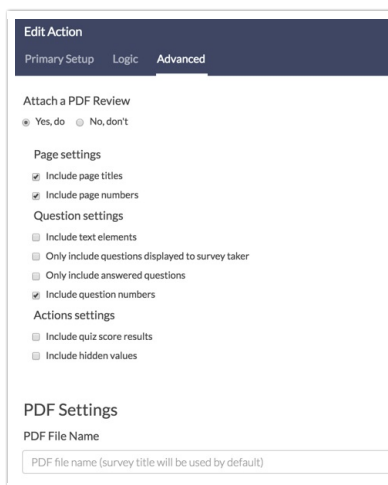 Edit Action
Primary Setup Logic Advanced
Attach a PDF Review
Yes, do No, don't
Page settings
Include page titles
Include page numbers
Question settings
Include text elements
Only include questions displayed to survey taker
Only include answered questions
Include question numbers
Actions settings
Include quiz score results
Include hidden values
PDF Settings
PDF File Name
PDF file name (survey title will be used by default)